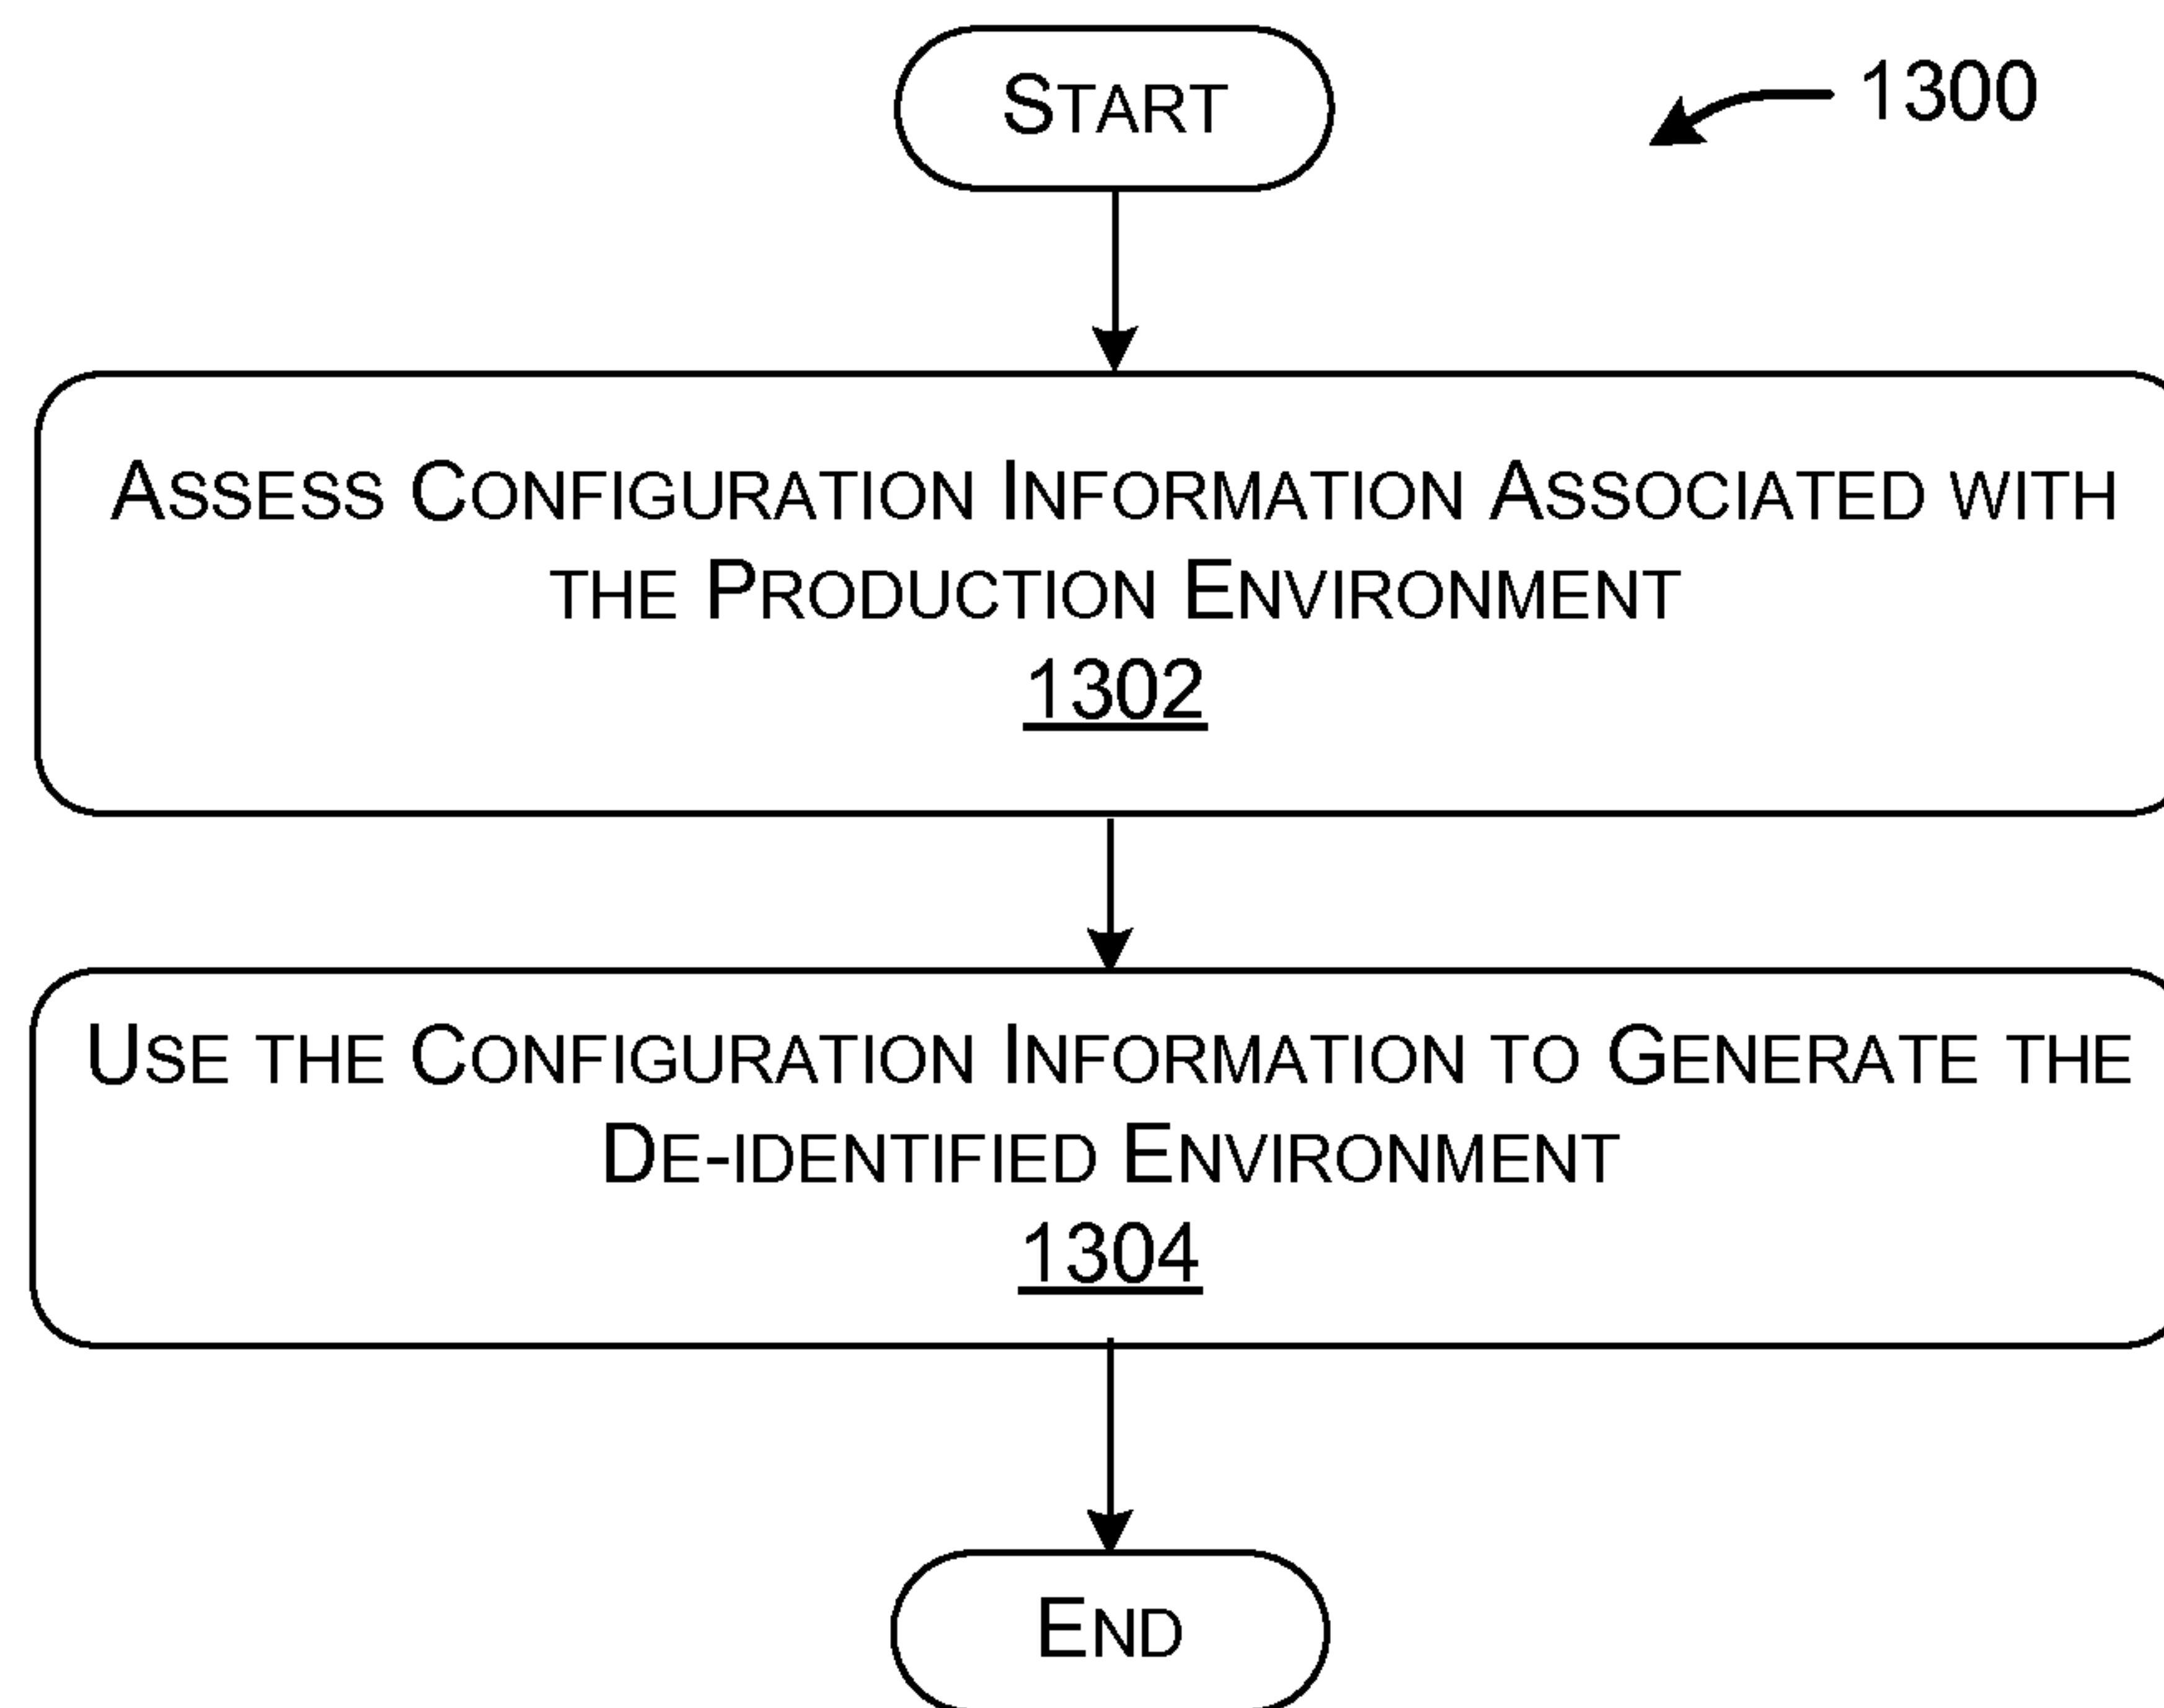 START
1300
ASSESS CONFIGURATION INFORMATION ASSOCIATED WITH
THE PRODUCTION ENVIRONMENT
1302
USE THE CONFIGURATION INFORMATION TO GENERATE THE
DE-IDENTIFIED ENVIRONMENT
1304
END